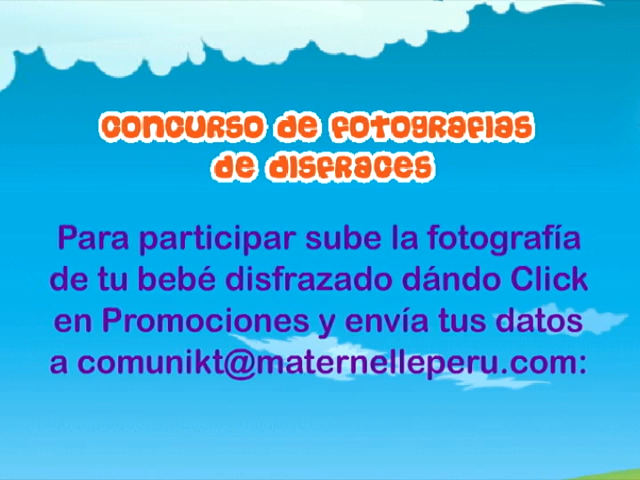 CONCURSO DE FOTOGRAFIAS
DE DISFRACES
Para participar sube la fotografía
de tu bebé disfrazado dándo Click
en Promociones y envía tus datos
a comunikt@maternelleperu.com: